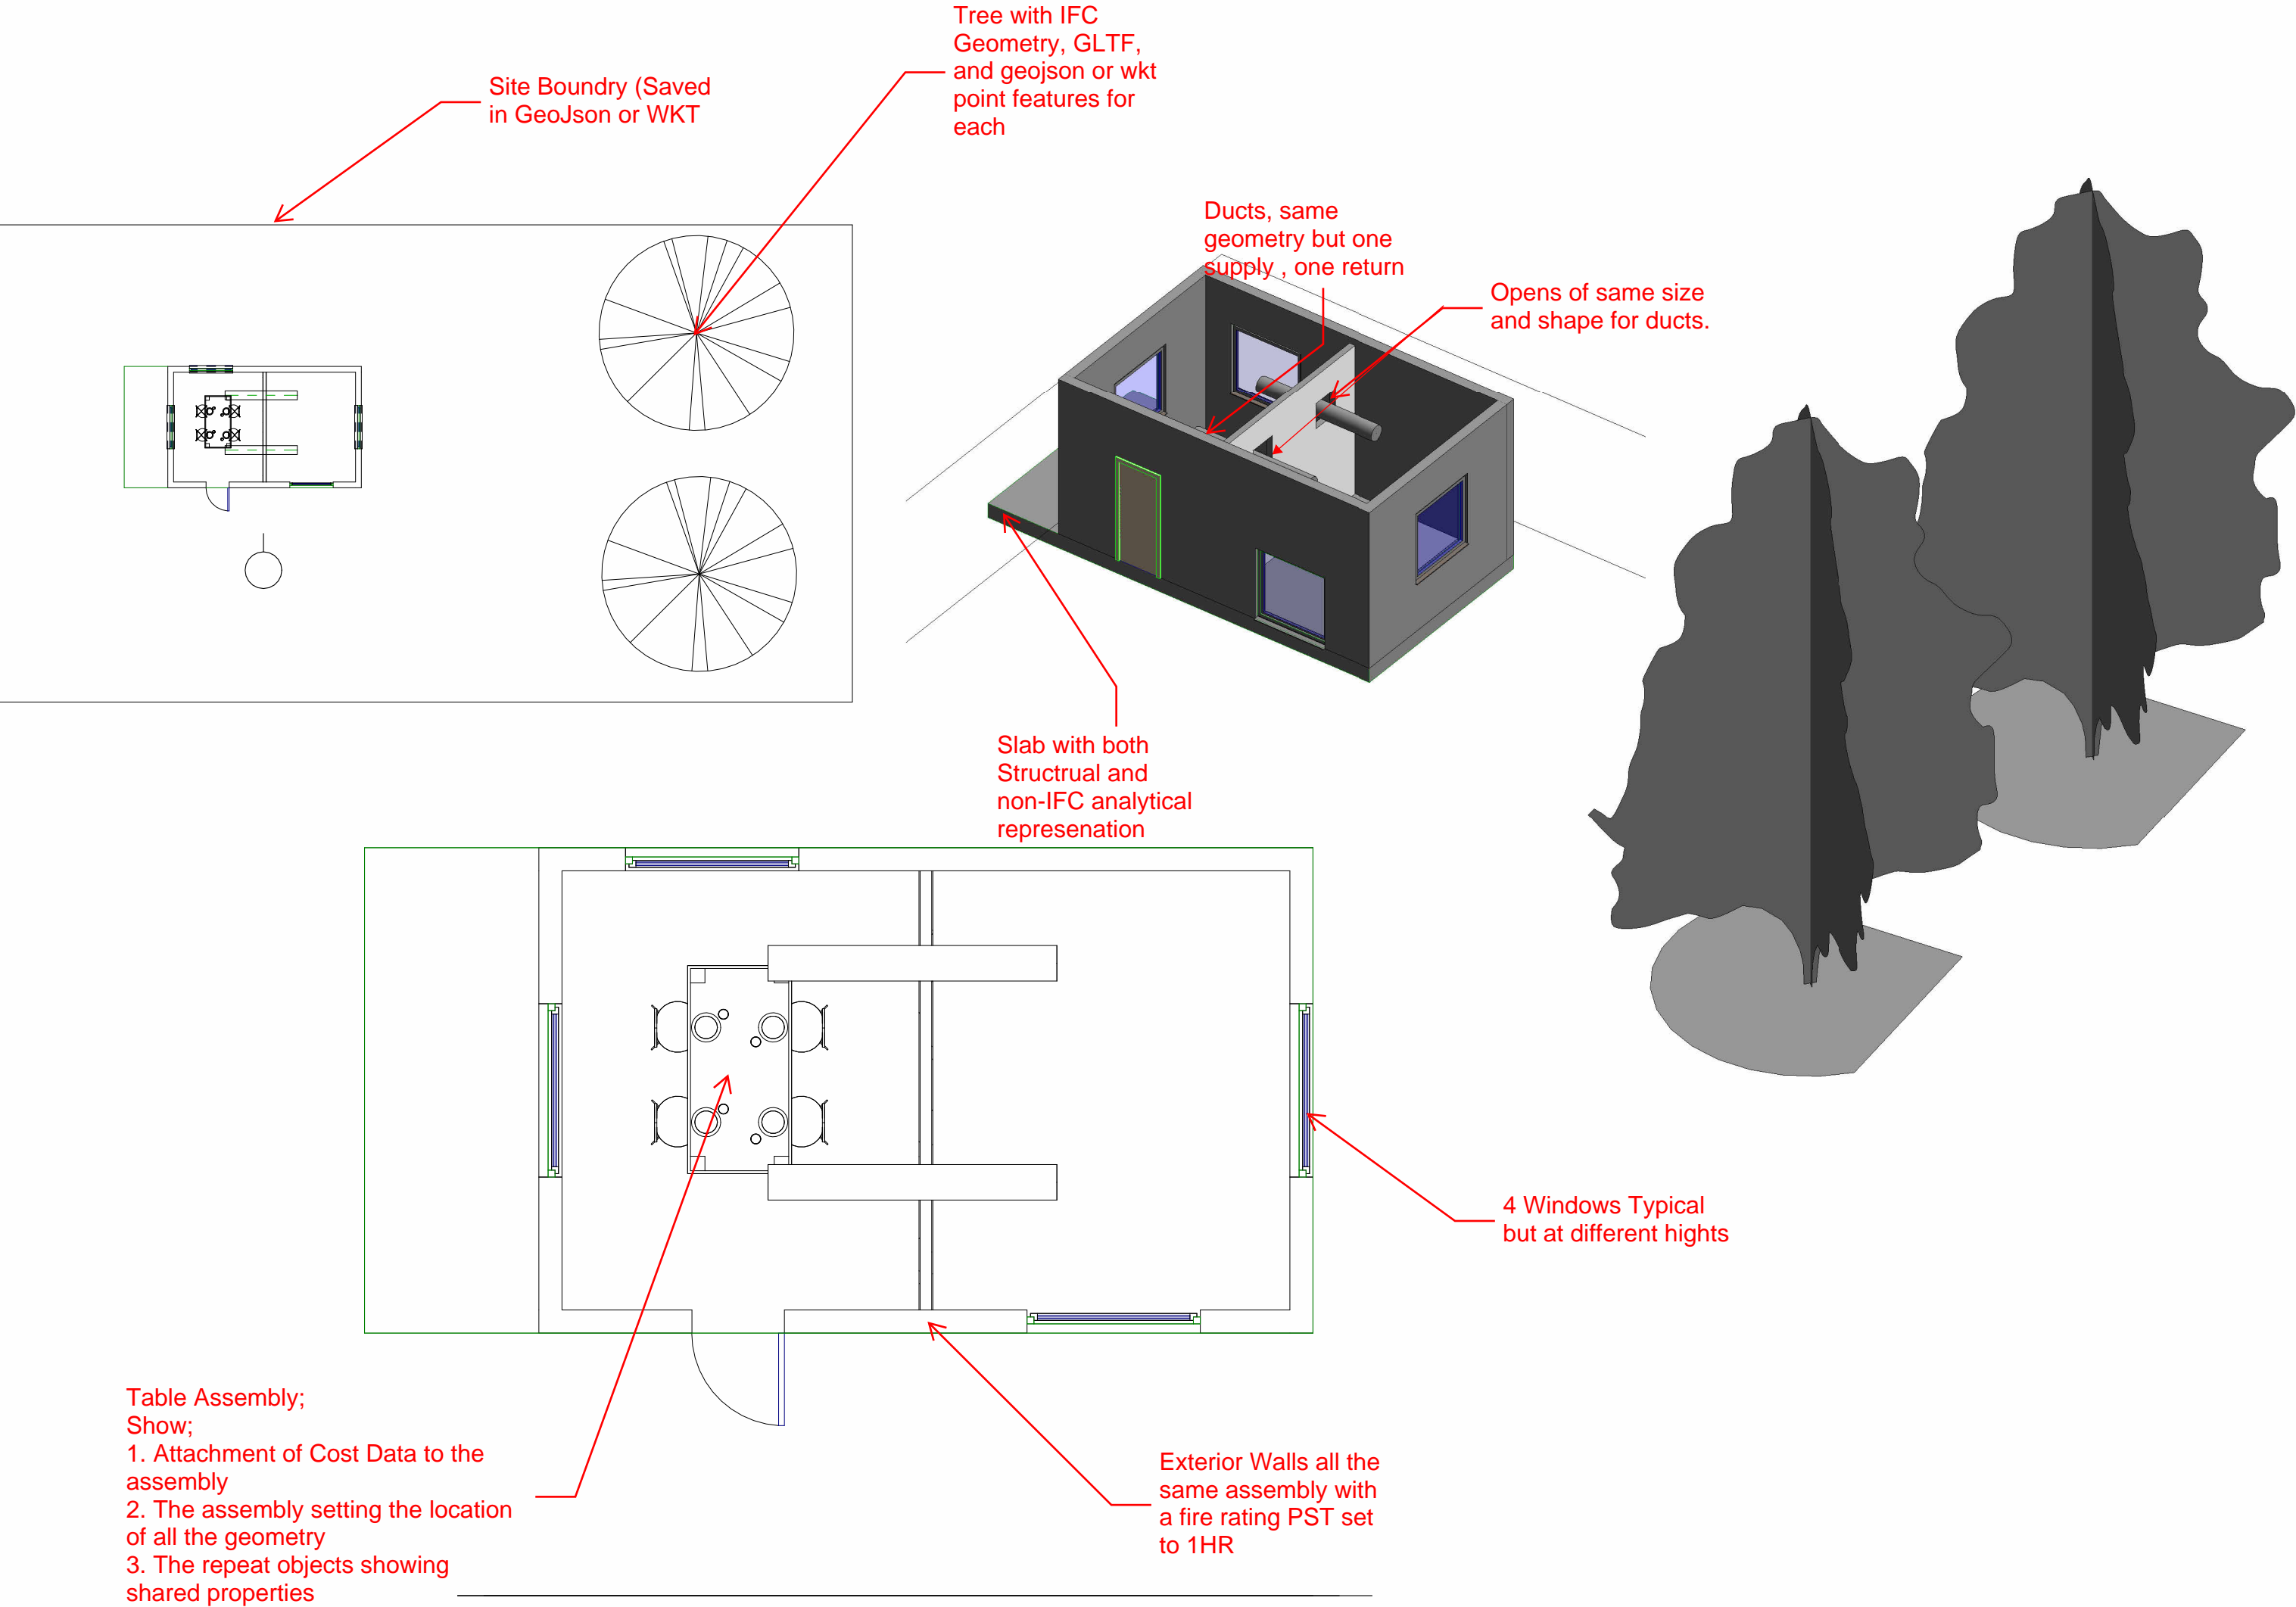 Tree with IFC
Geometry, GLTF,
and geojson or wkt
point features for
each
Site Boundry (Saved
in GeoJson or WKT
Ducts, same
geometry but one
supply , one return
Opens of same size
and shape for ducts.
Slab with both
Structrual and
non-IFC analytical
represenation
4 Windows Typical
but at different hights
Table Assembly;
Show;
1. Attachment of Cost Data to the
assembly
2. The assembly setting the location
of all the geometry
3. The repeat objects showing
shared properties
Exterior Walls all the
same assembly with
a fire rating PST set
to 1HR